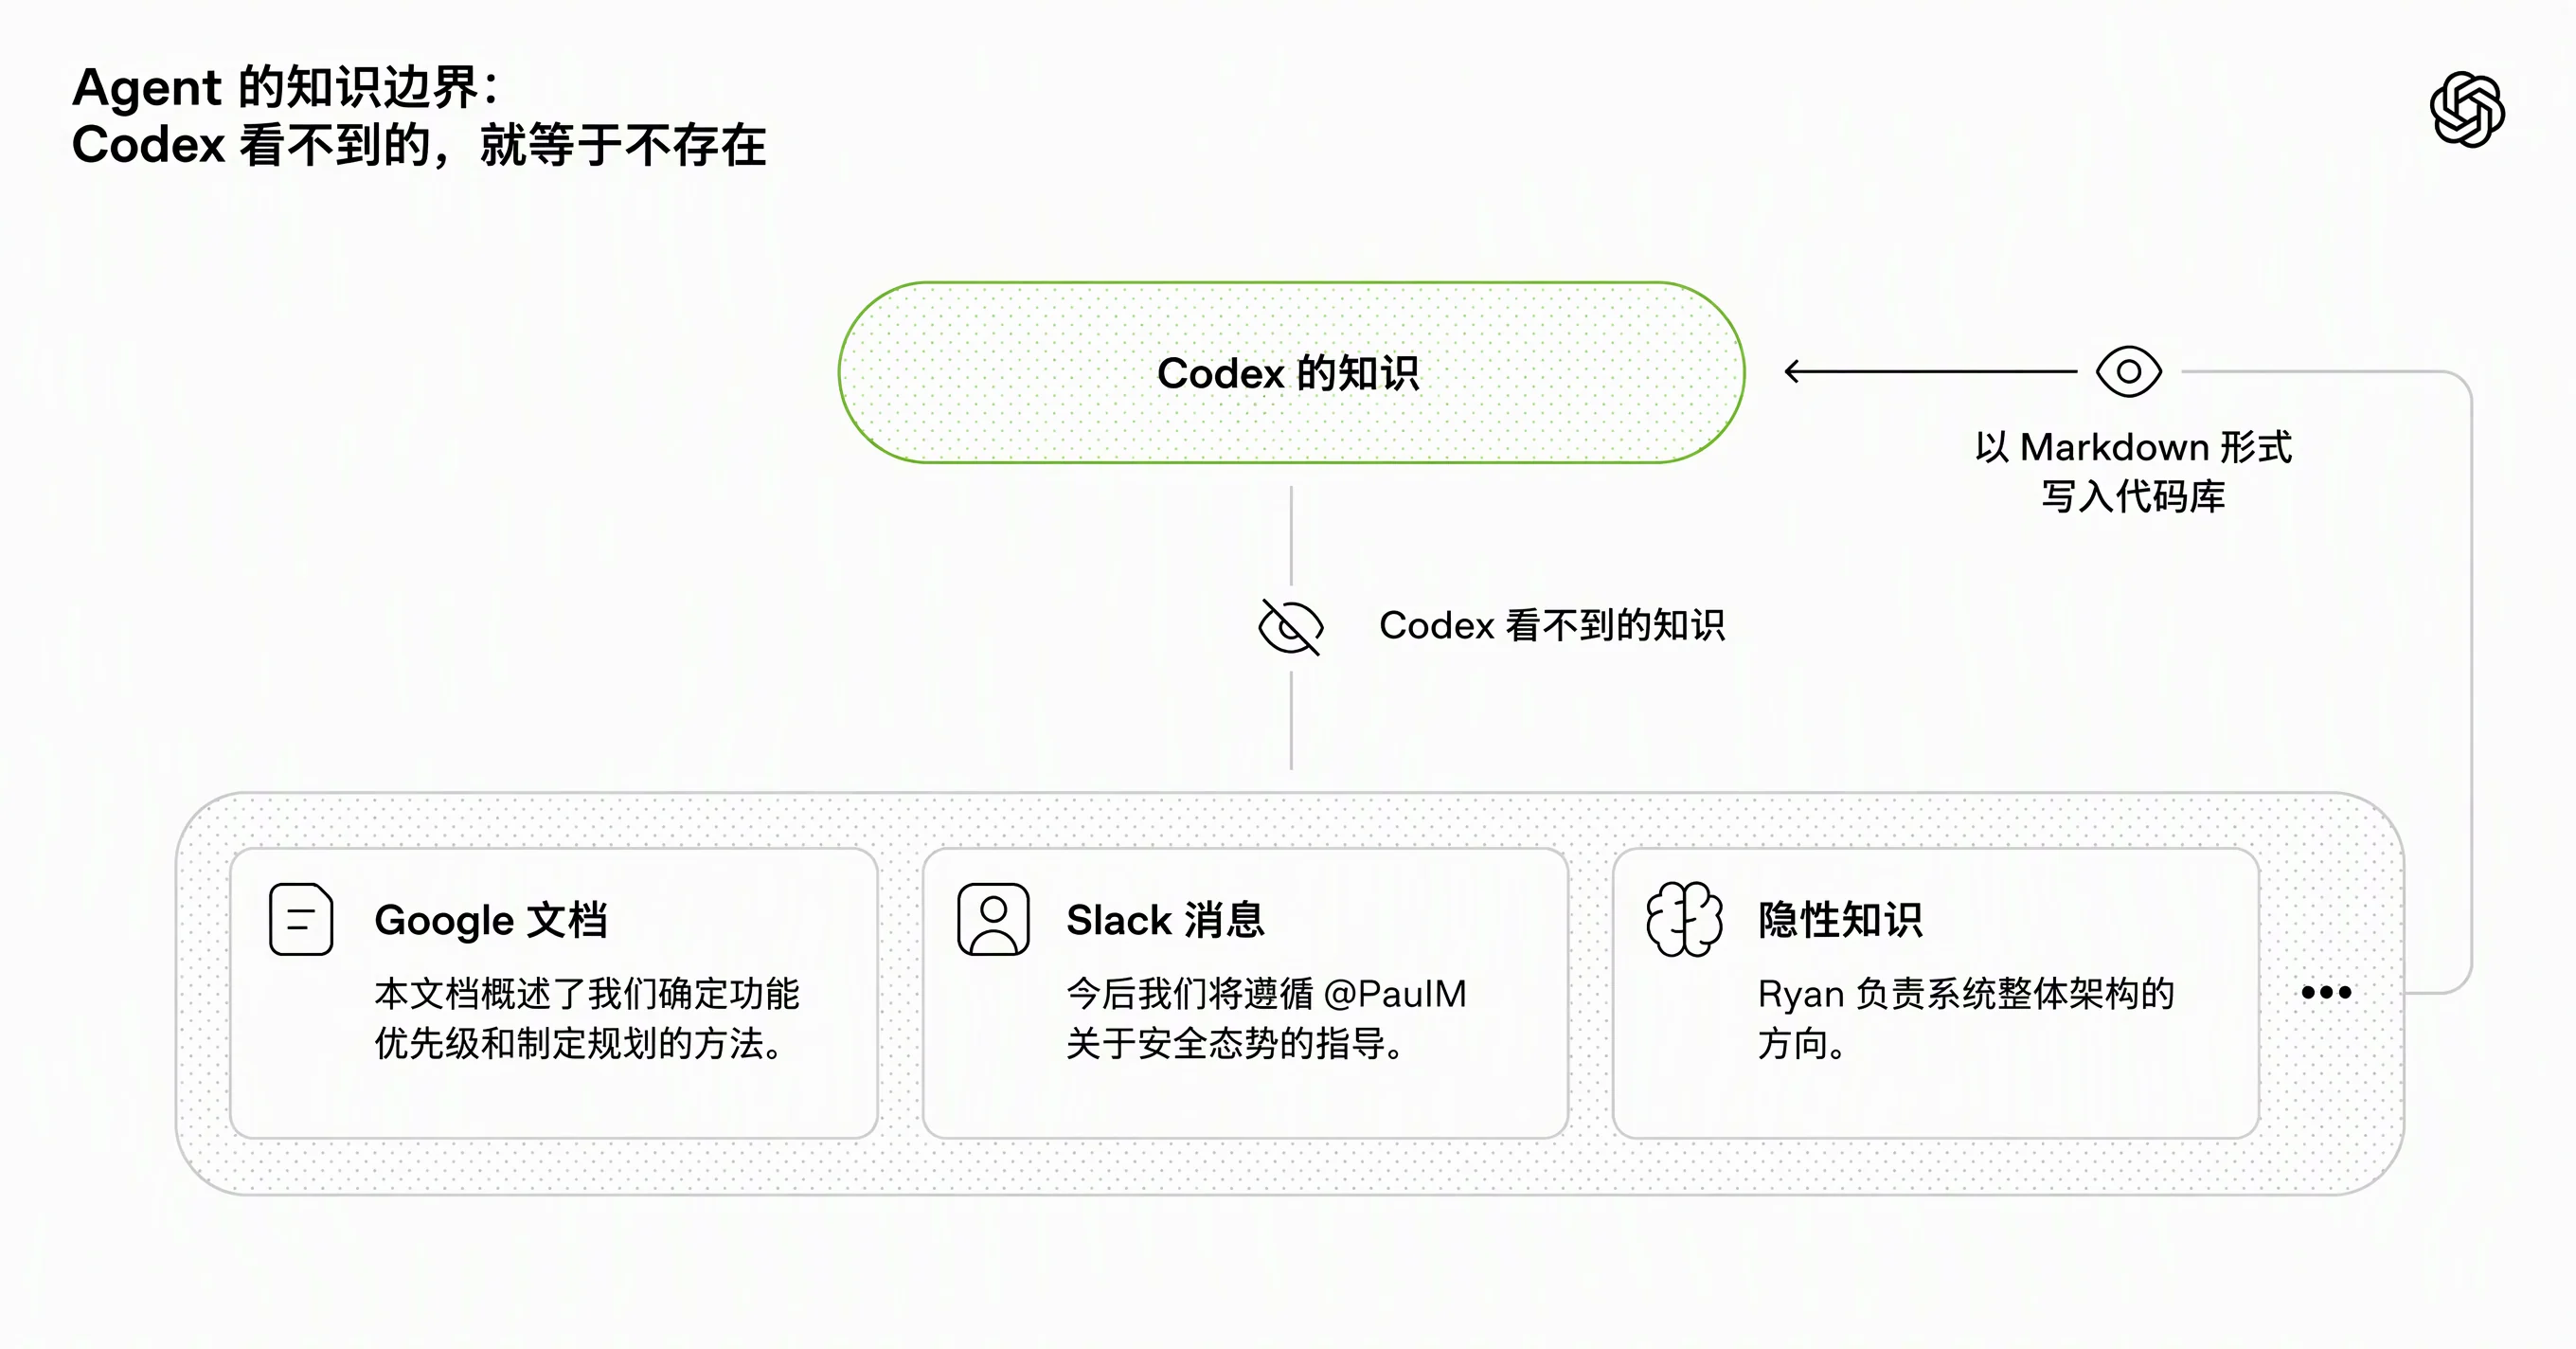 Agent 的知识边界：
Codex 看不到的，就等于不存在
Codex 的知识
以 Markdown 形式
写入代码库
Codex 看不到的知识
Google 文档
本文档概述了我们确定功能
优先级和制定规划的方法。
Slack 消息
今后我们将遵循 @PaulM
关于安全态势的指导。
隐性知识
Ryan 负责系统整体架构的
方向。